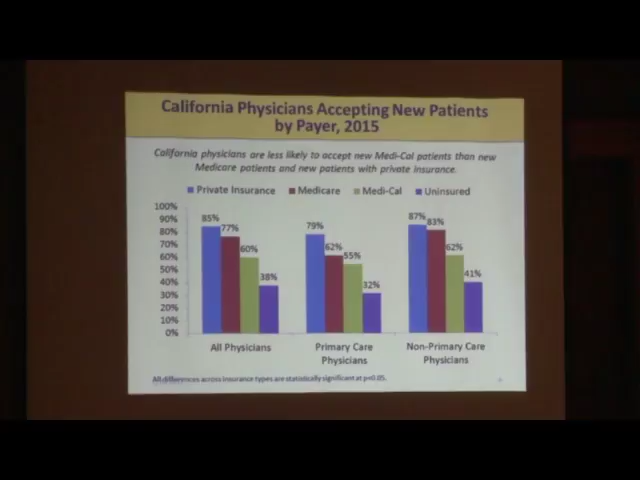 California Physicians Accepting New Patients
by Payer, 2015
California physicians are less likely to accept new Medi-Cal patients than new
Medicare patients and new patients with private insurance.
Private Insurance Medicare Medi-Cal Uninsured
100%
90%
80%
70%
60%
50%
40%
30%
20%
10%
0%
85% 77% 60% 38%
79% 62% 55% 32%
87% 83% 62% 41%
All Physicians
Primary Care
Physicians
Non-Primary Care
Physicians
All differences across insurance types are statistically significant at p<0.05.